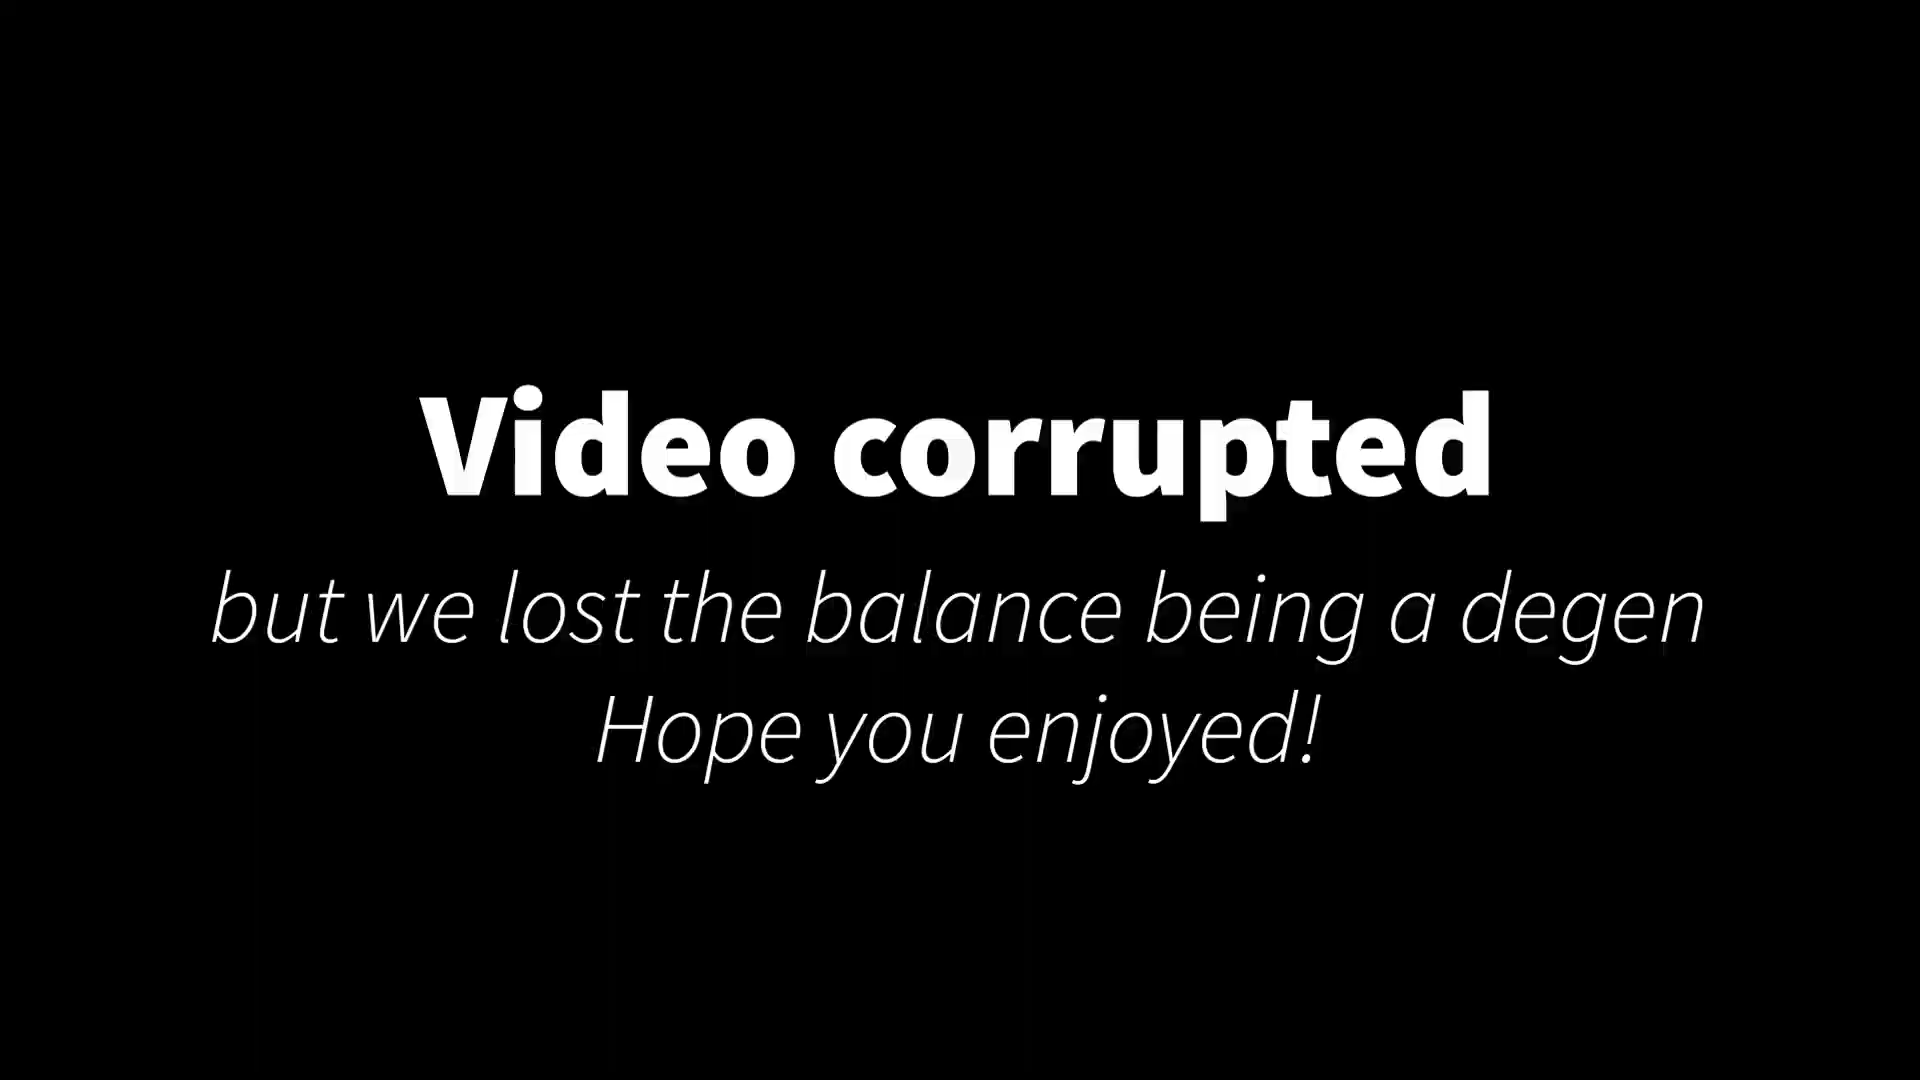 Video corrupted
but we lost the balance being a degen
Hope you enjoyed!